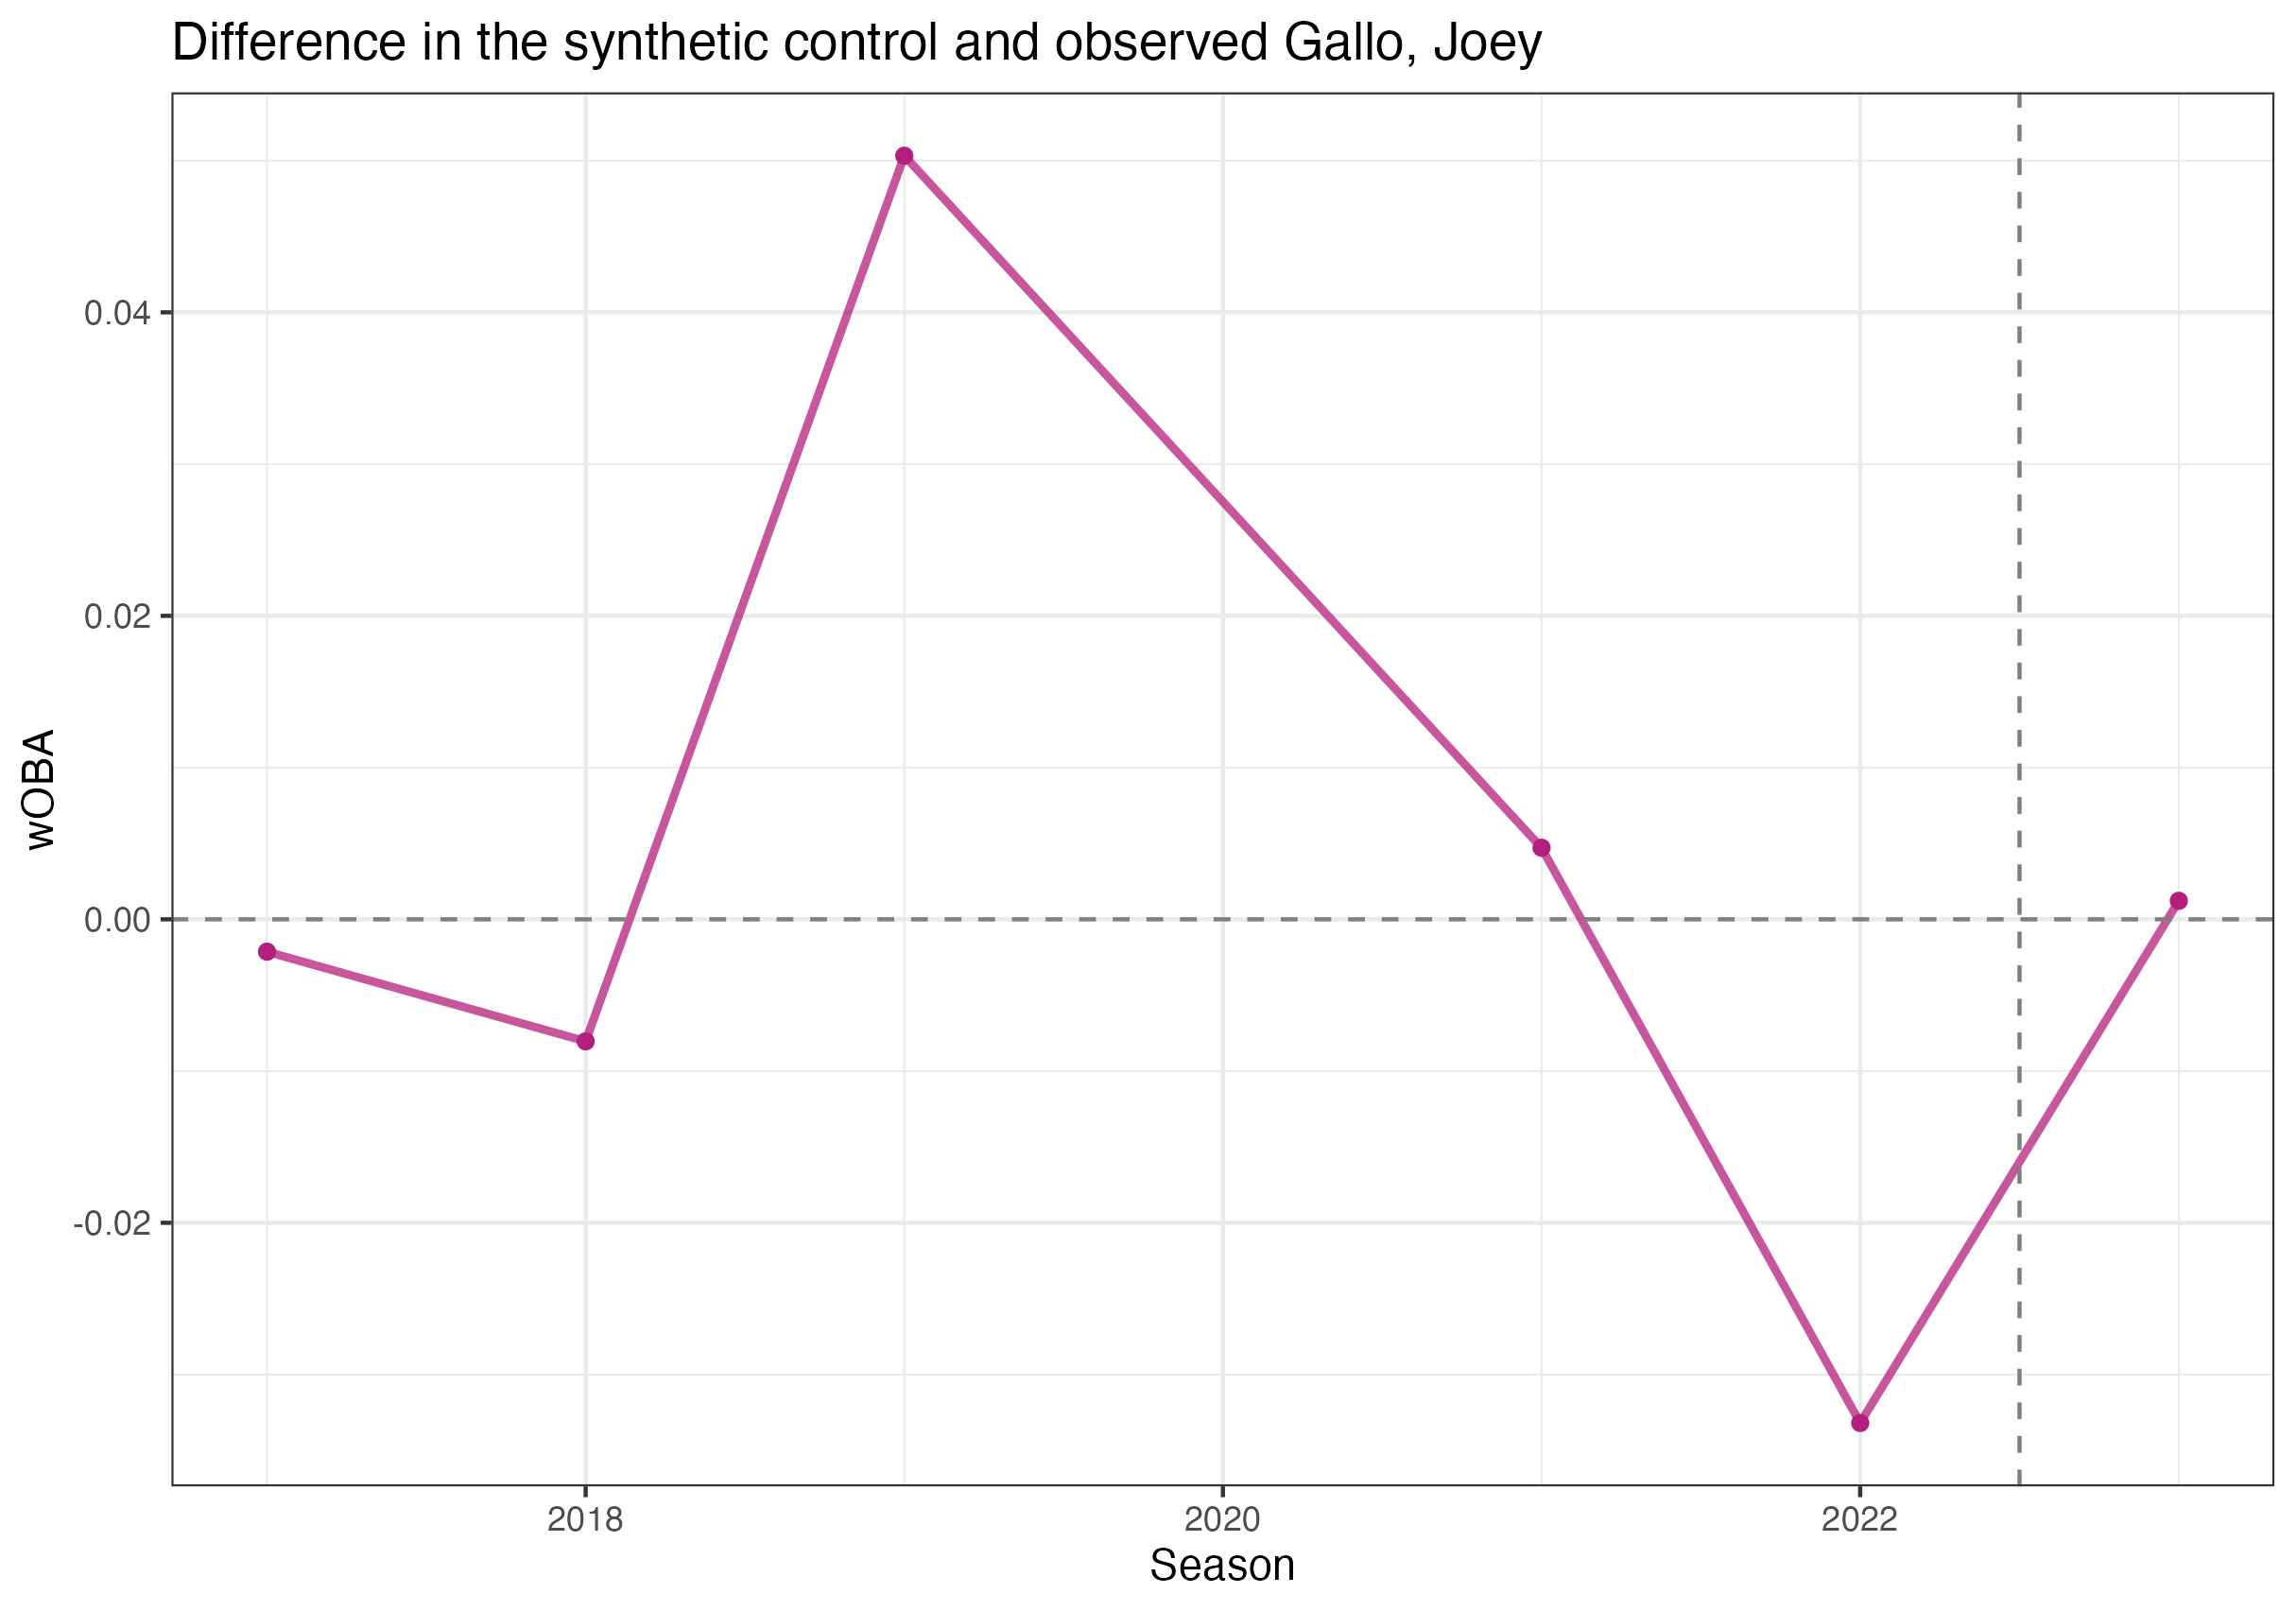 Difference in the synthetic control and observed Gallo, Joey
wOBA
0.04
0.02
0.00
-0.02
2018 2020 2022
Season